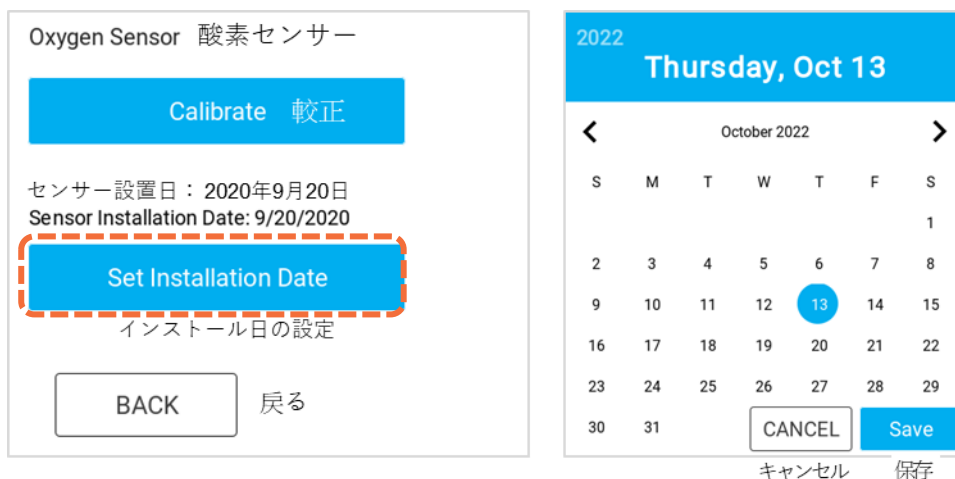 Oxygen Sensor 酸素センサー
Calibrate 較正
センサー設置日： 2020年9月20日
Sensor Installation Date: 9/20/2020
Set Installation Date
インストール日の設定
BACK 戻る
2022
Thursday, Oct 13
October 2022
S M T W T F S
1
2 3 4 5 6 7 8
9 10 11 12 13 14 15
16 17 18 19 20 21 22
23 24 25 26 27 28 29
30 31
CANCEL Save
キャンセル 保存